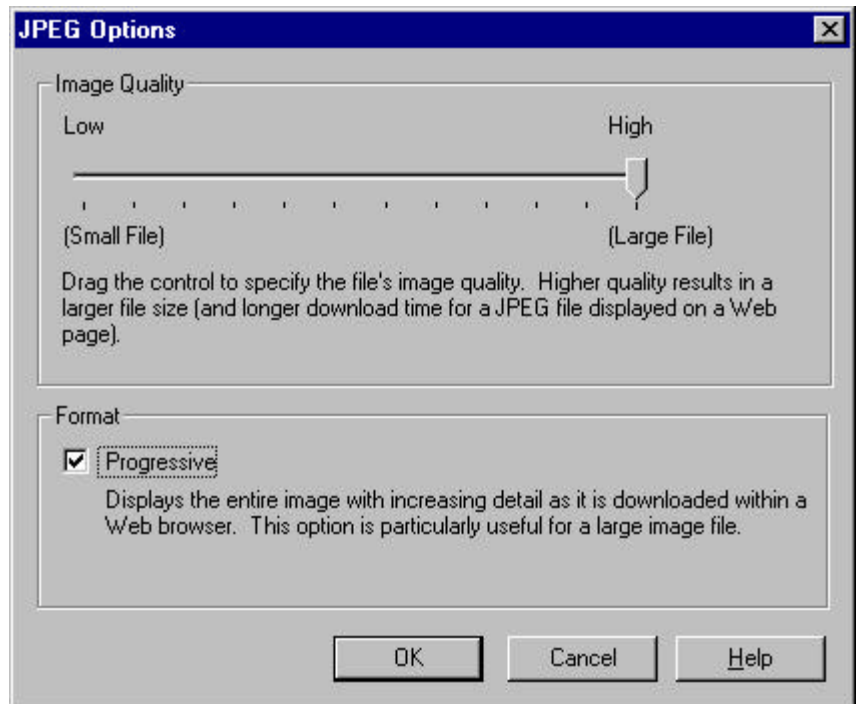 JPEG Options
Image Quality
Low High
(Small File) (Large File)
Drag the control to specify the file's image quality.  Higher quality results in a
larger file size (and longer download time for a JPEG file displayed on a Web
page).
Format
Progressive
Displays the entire image with increasing detail as it is downloaded within a
Web browser.  This option is particularly useful for a large image file.
OK Cancel Help